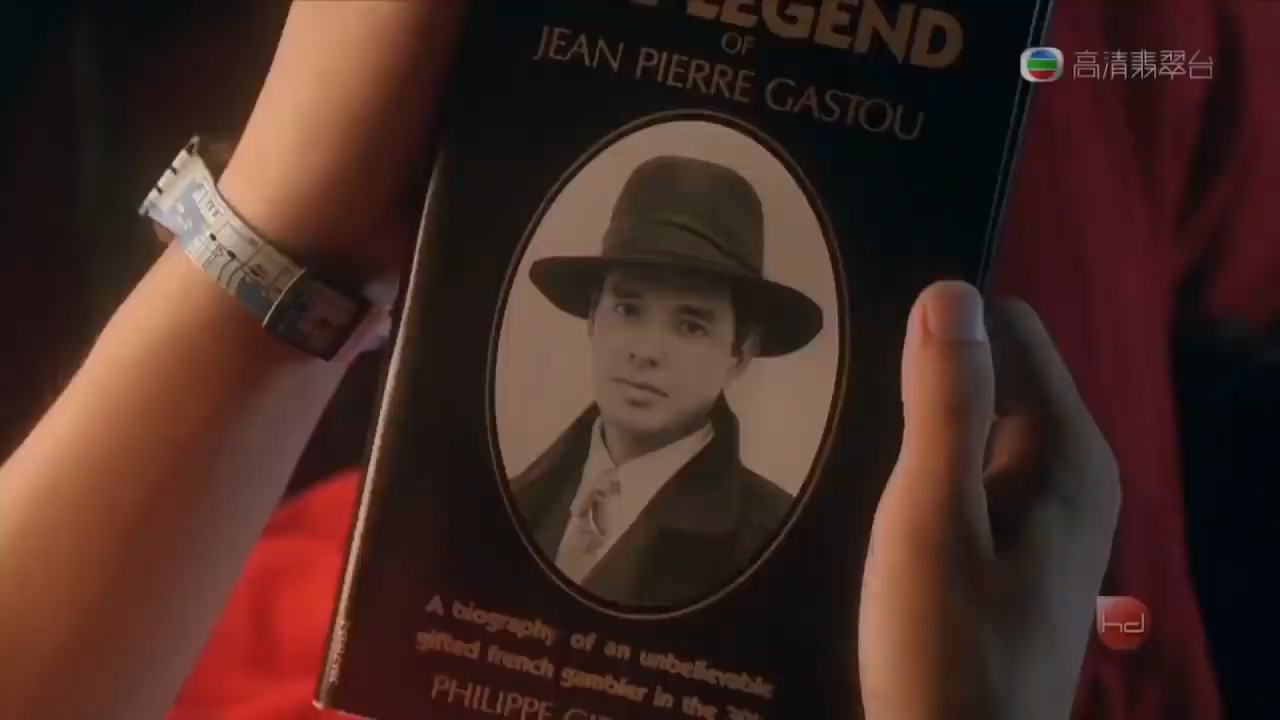 LEGEND
OF
JEAN PIERRE GASTOU
高清翡翠台
A biography of an unbelievable
gifted french gambler in the 30's
PHILIPPE
hd